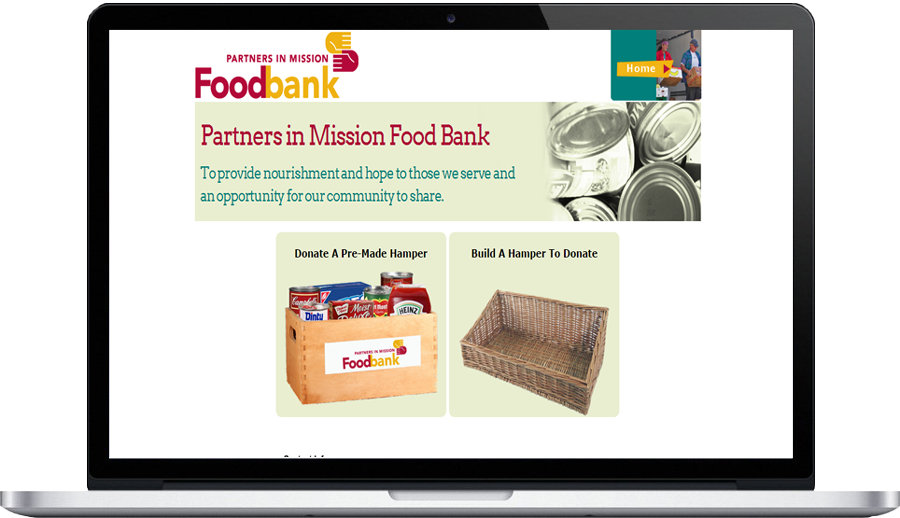 PARTNERS IN MISSION
Foodbank
Home
Partners in Mission Food Bank
To provide nourishment and hope to those we serve and
an opportunity for our community to share.
Donate A Pre-Made Hamper
Build A Hamper To Donate
Campbell's
Dinty
Moist
HEINZ
PARTNERS IN MISSION
Foodbank